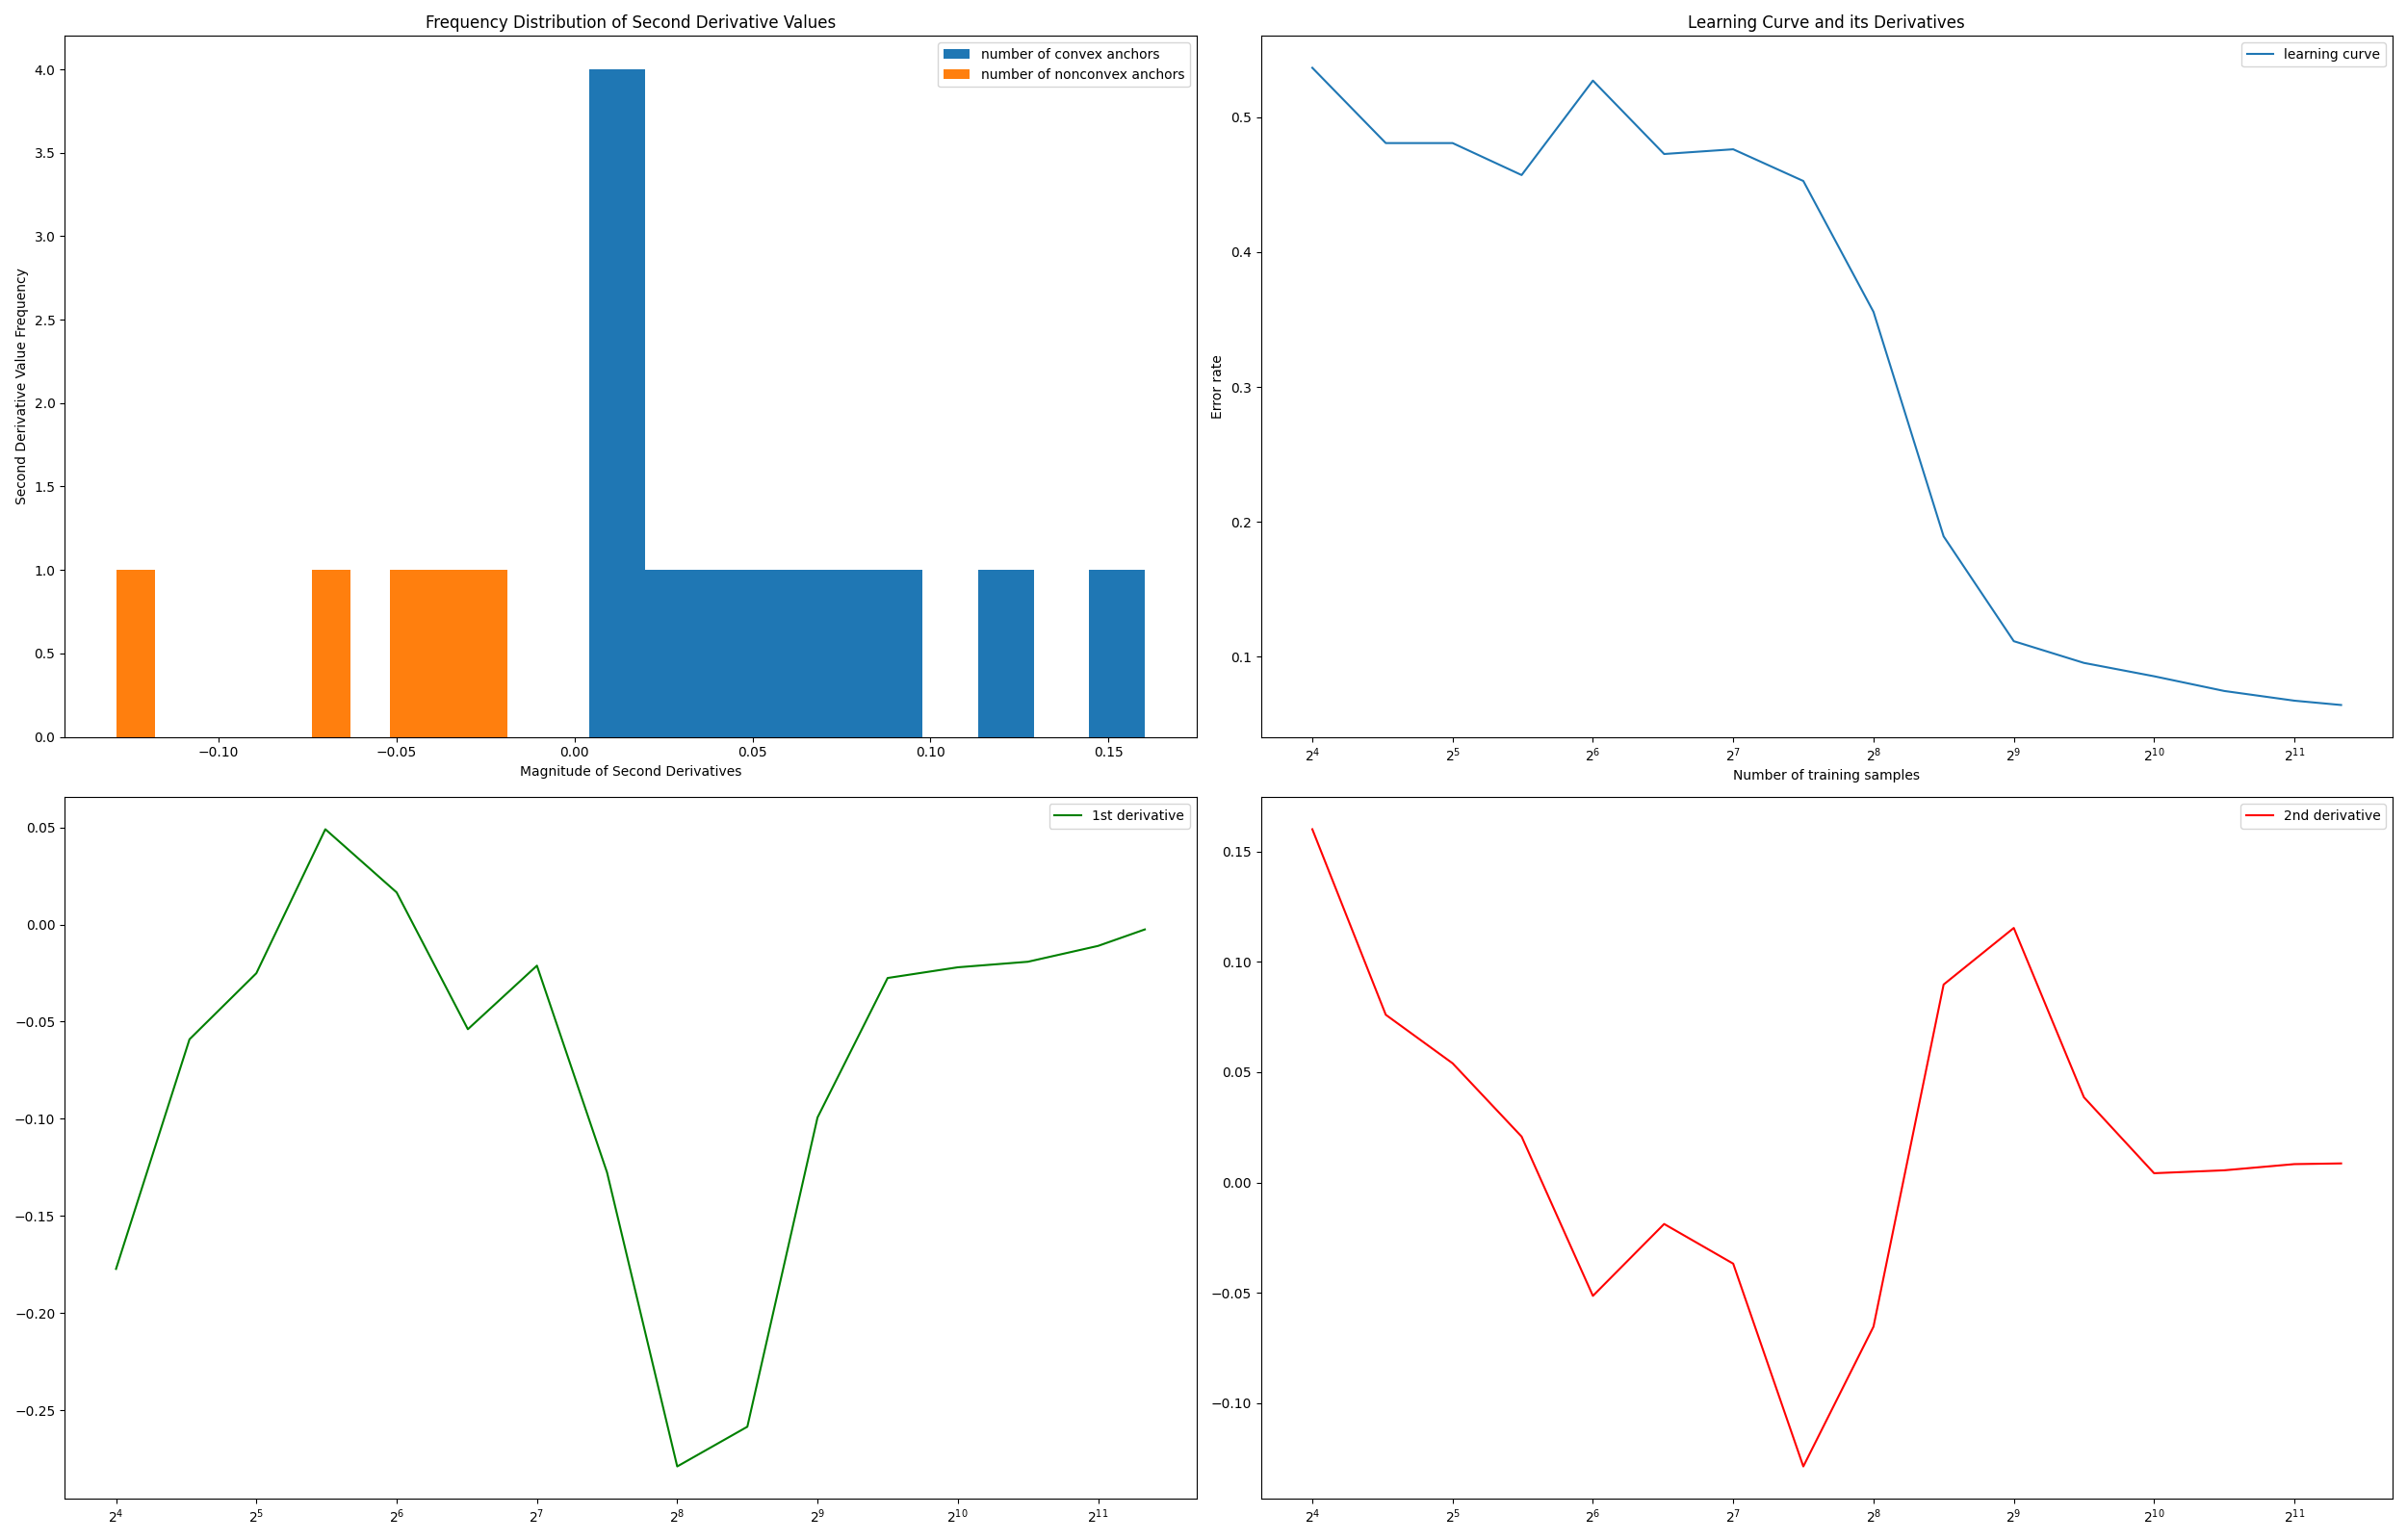 Frequency Distribution of Second Derivative Values
number of convex anchors
number of nonconvex anchors
4.0
3.5
3.0
2.5
2.0
1.5
1.0
0.5
0.0
Second Derivative Value Frequency
−0.10 −0.05 0.00 0.05 0.10 0.15
Magnitude of Second Derivatives
Learning Curve and its Derivatives
learning curve
0.5
0.4
0.3
0.2
0.1
Error rate
2⁴ 2⁵ 2⁶ 2⁷ 2⁸ 2⁹ 2¹⁰ 2¹¹
Number of training samples
1st derivative
0.05
0.00
−0.05
−0.10
−0.15
−0.20
−0.25
2⁴ 2⁵ 2⁶ 2⁷ 2⁸ 2⁹ 2¹⁰ 2¹¹
2nd derivative
0.15
0.10
0.05
0.00
−0.05
−0.10
2⁴ 2⁵ 2⁶ 2⁷ 2⁸ 2⁹ 2¹⁰ 2¹¹